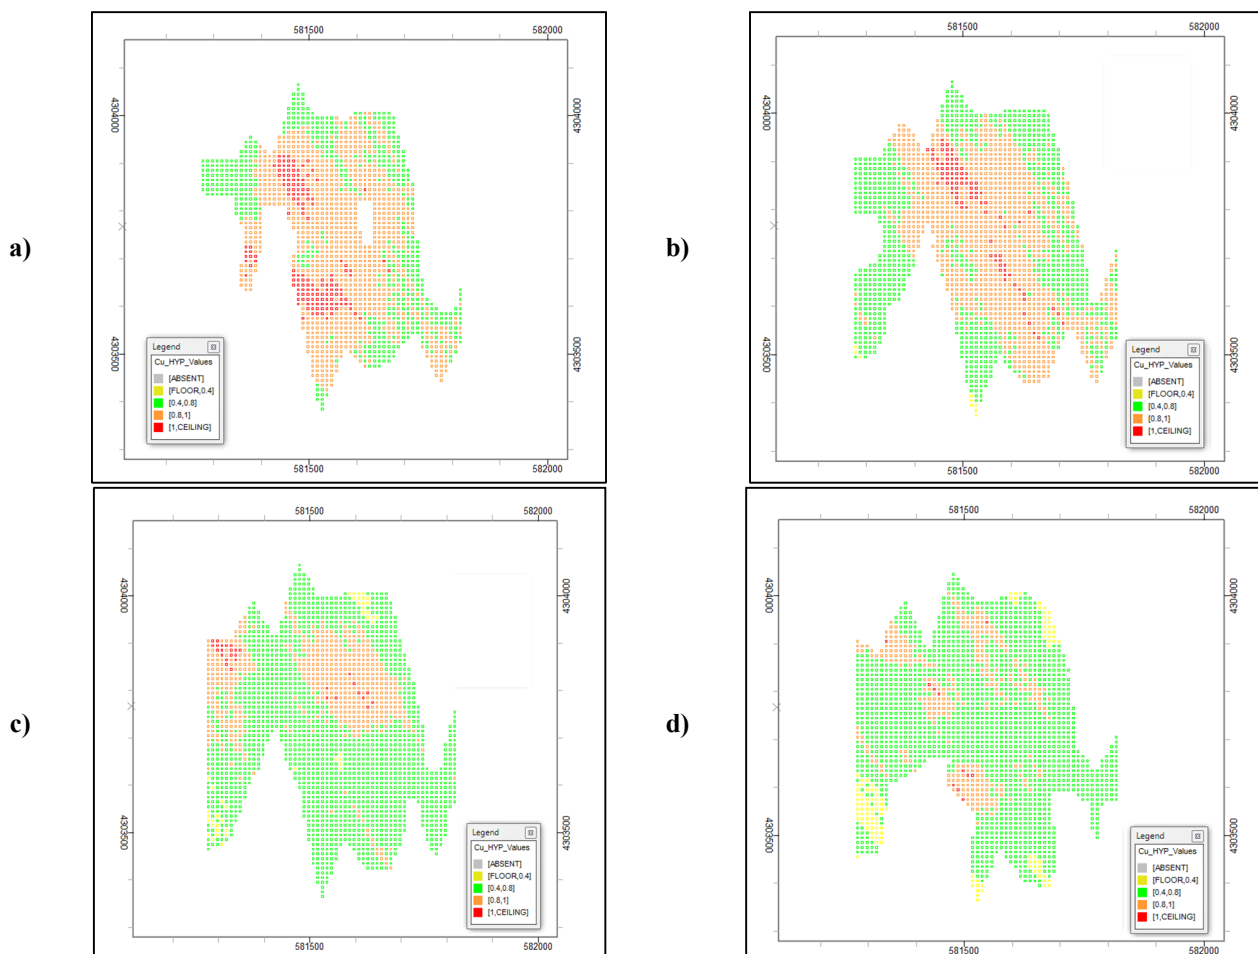 a)
581500 582000
4304000 4304000
4303500 4303500
Legend
Cu_HYP_Values
[ABSENT]
[FLOOR,0.4]
[0.4,0.8]
[0.8,1]
[1,CEILING]
581500 582000
b)
581500 582000
4304000 4304000
4303500 4303500
Legend
Cu_HYP_Values
[ABSENT]
[FLOOR,0.4]
[0.4,0.8]
[0.8,1]
[1,CEILING]
581500 582000
c)
581500 582000
4304000 4304000
4303500 4303500
Legend
Cu_HYP_Values
[ABSENT]
[FLOOR,0.4]
[0.4,0.8]
[0.8,1]
[1,CEILING]
581500 582000
d)
581500 582000
4304000 4304000
4303500 4303500
Legend
Cu_HYP_Values
[ABSENT]
[FLOOR,0.4]
[0.4,0.8]
[0.8,1]
[1,CEILING]
581500 582000